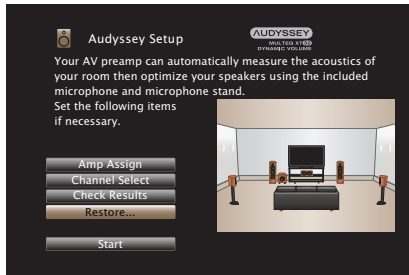 Audyssey Setup
AUDYSSEY
MULTEQ XT32
DYNAMIC VOLUME
Your AV preamp can automatically measure the acoustics of
your room then optimize your speakers using the included
microphone and microphone stand.
Set the following items
if necessary.
Amp Assign
Channel Select
Check Results
Restore...
Start